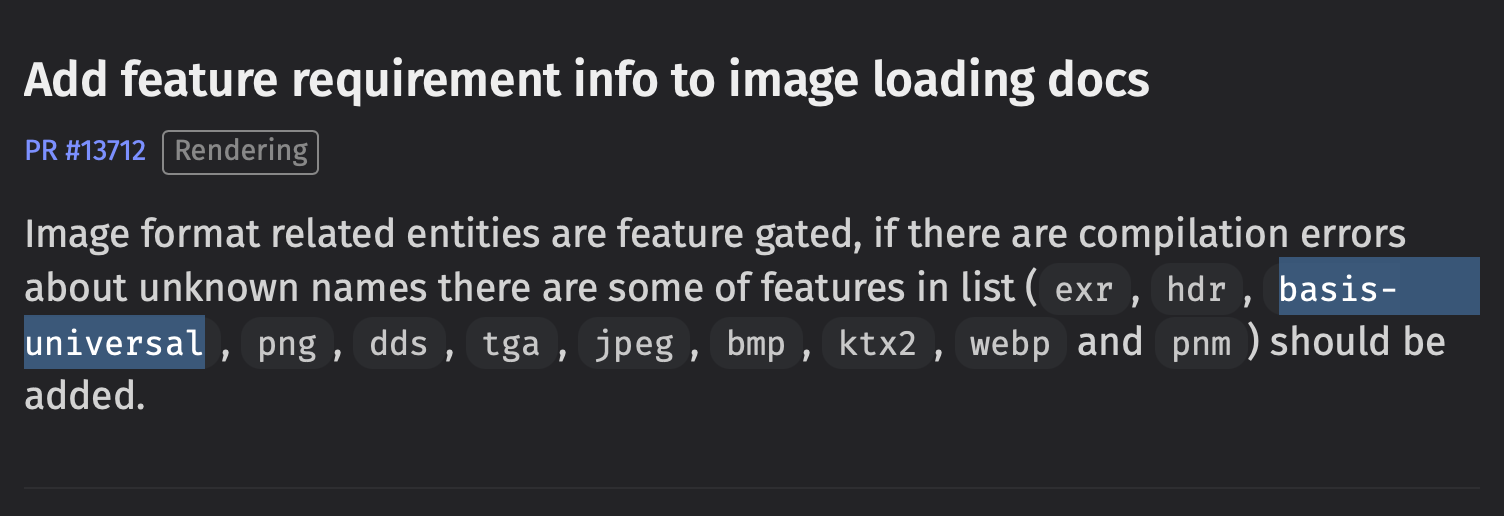 Add feature requirement info to image loading docs
PR #13712 Rendering
Image format related entities are feature gated, if there are compilation errors
about unknown names there are some of features in list ( exr , hdr , basis-
universal , png , dds , tga , jpeg , bmp , ktx2 , webp and pnm ) should be
added.